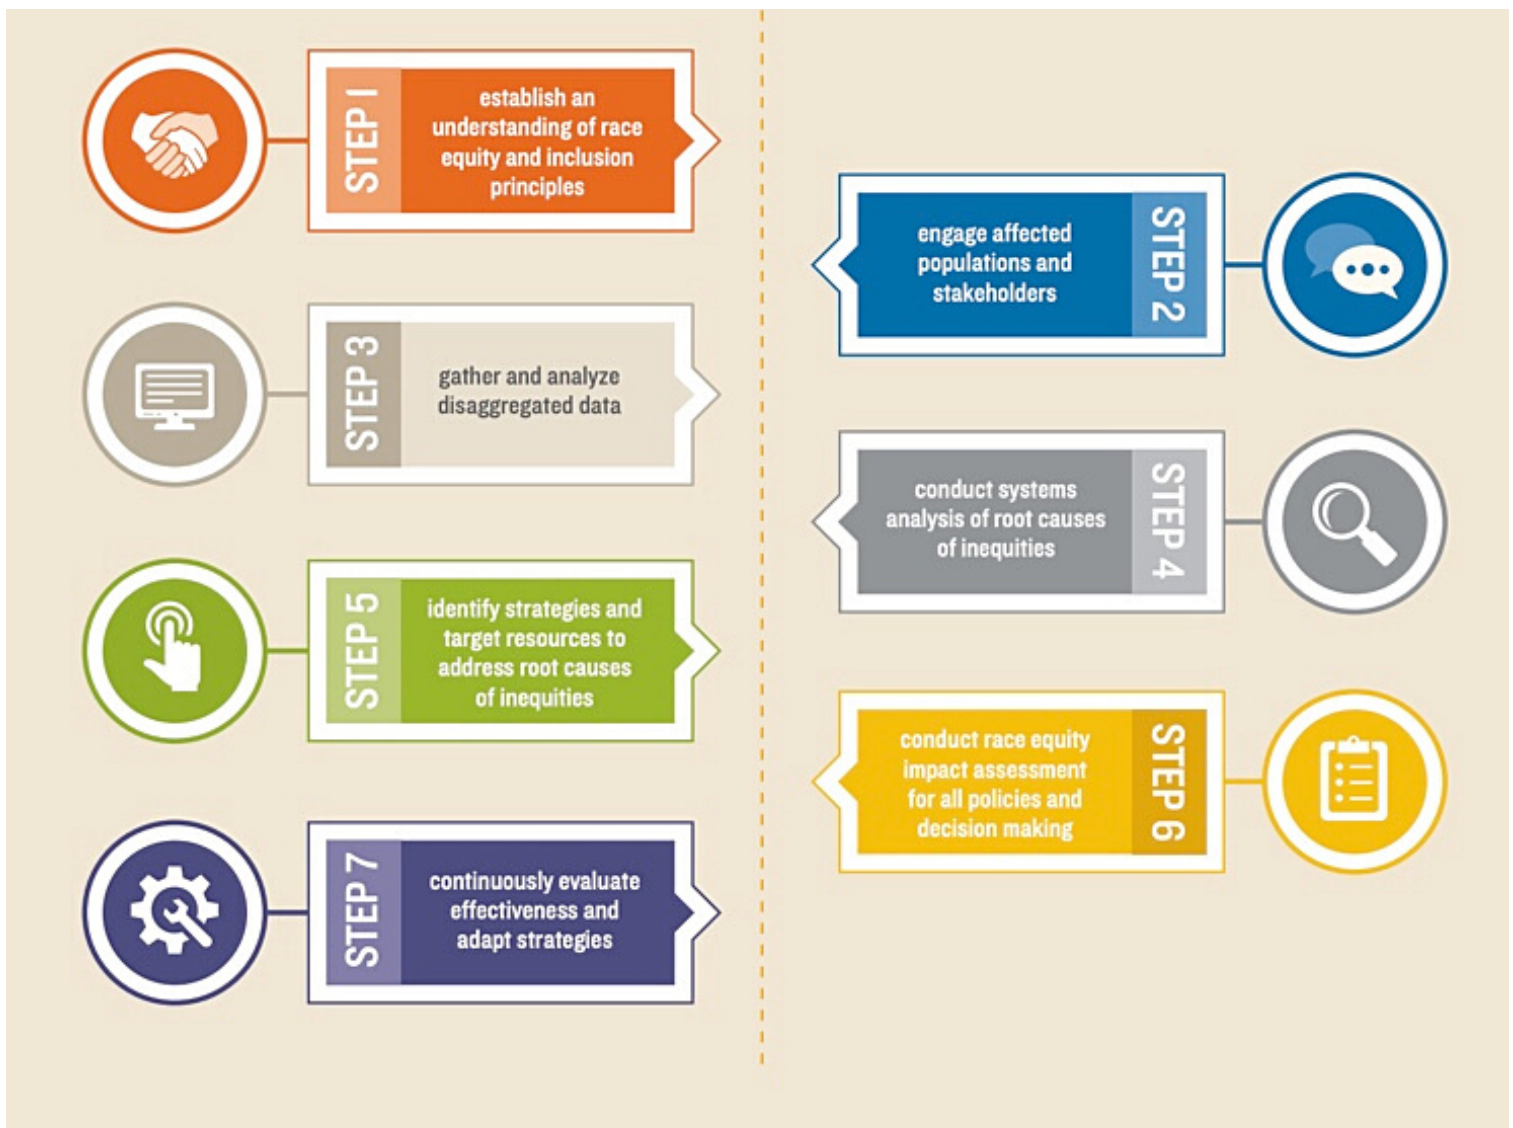 STEP 1
establish an
understanding of race
equity and inclusion
principles
STEP 2
engage affected
populations and
stakeholders
STEP 3
gather and analyze
disaggregated data
STEP 4
conduct systems
analysis of root causes
of inequities
STEP 5
identify strategies and
target resources to
address root causes
of inequities
STEP 6
conduct race equity
impact assessment
for all policies and
decision making
STEP 7
continuously evaluate
effectiveness and
adapt strategies